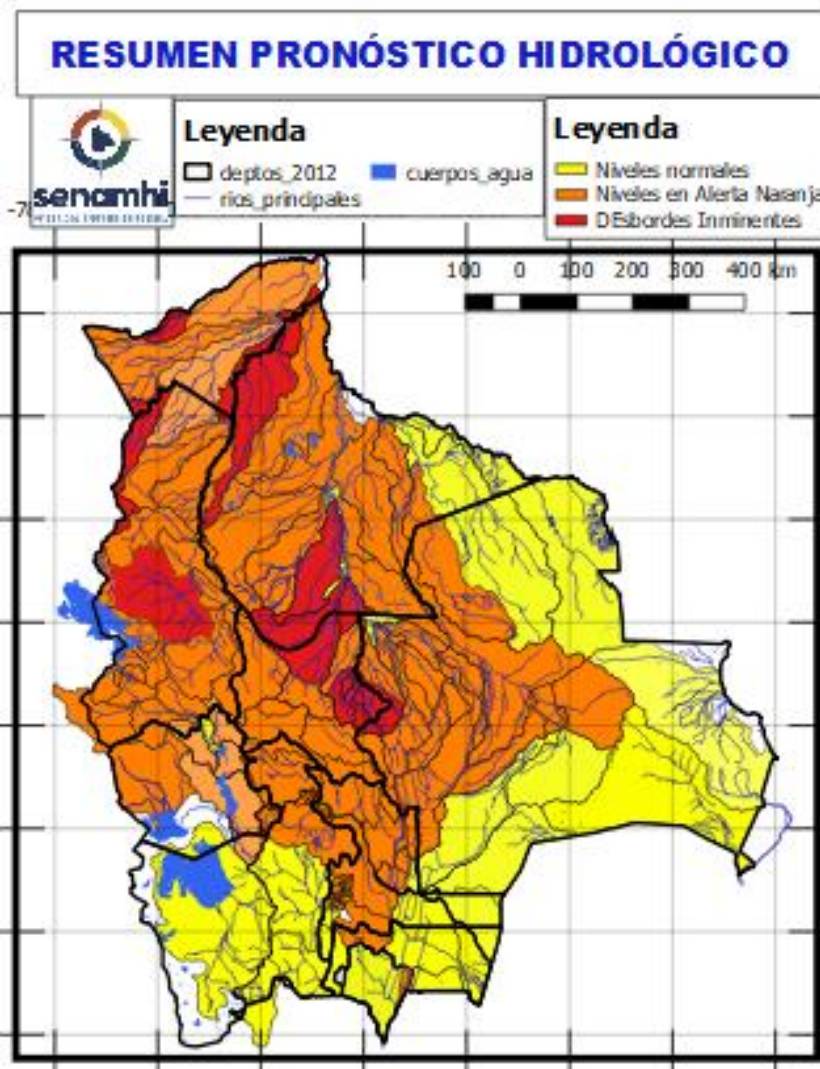 RESUMEN PRONÓSTICO HIDROLÓGICO
senamhi
Leyenda
deptos_2012
cuerpos_agua
rios_principales
Leyenda
Niveles normales
Niveles en Alerta Naranja
DEsbordes Inminentes
100 0 100 200 300 400 km